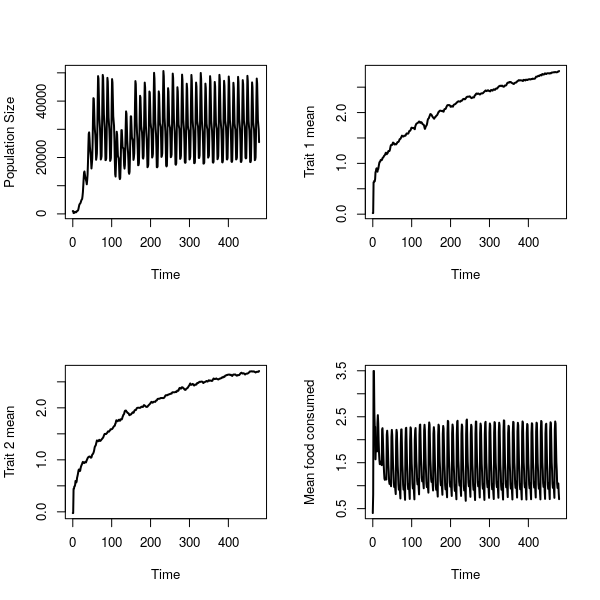 Population Size
40000
20000
0
0 100 200 300 400
Time
Trait 1 mean
2.0
1.0
0.0
0 100 200 300 400
Time
Trait 2 mean
2.0
1.0
0.0
0 100 200 300 400
Time
Mean food consumed
3.5
2.5
1.5
0.5
0 100 200 300 400
Time